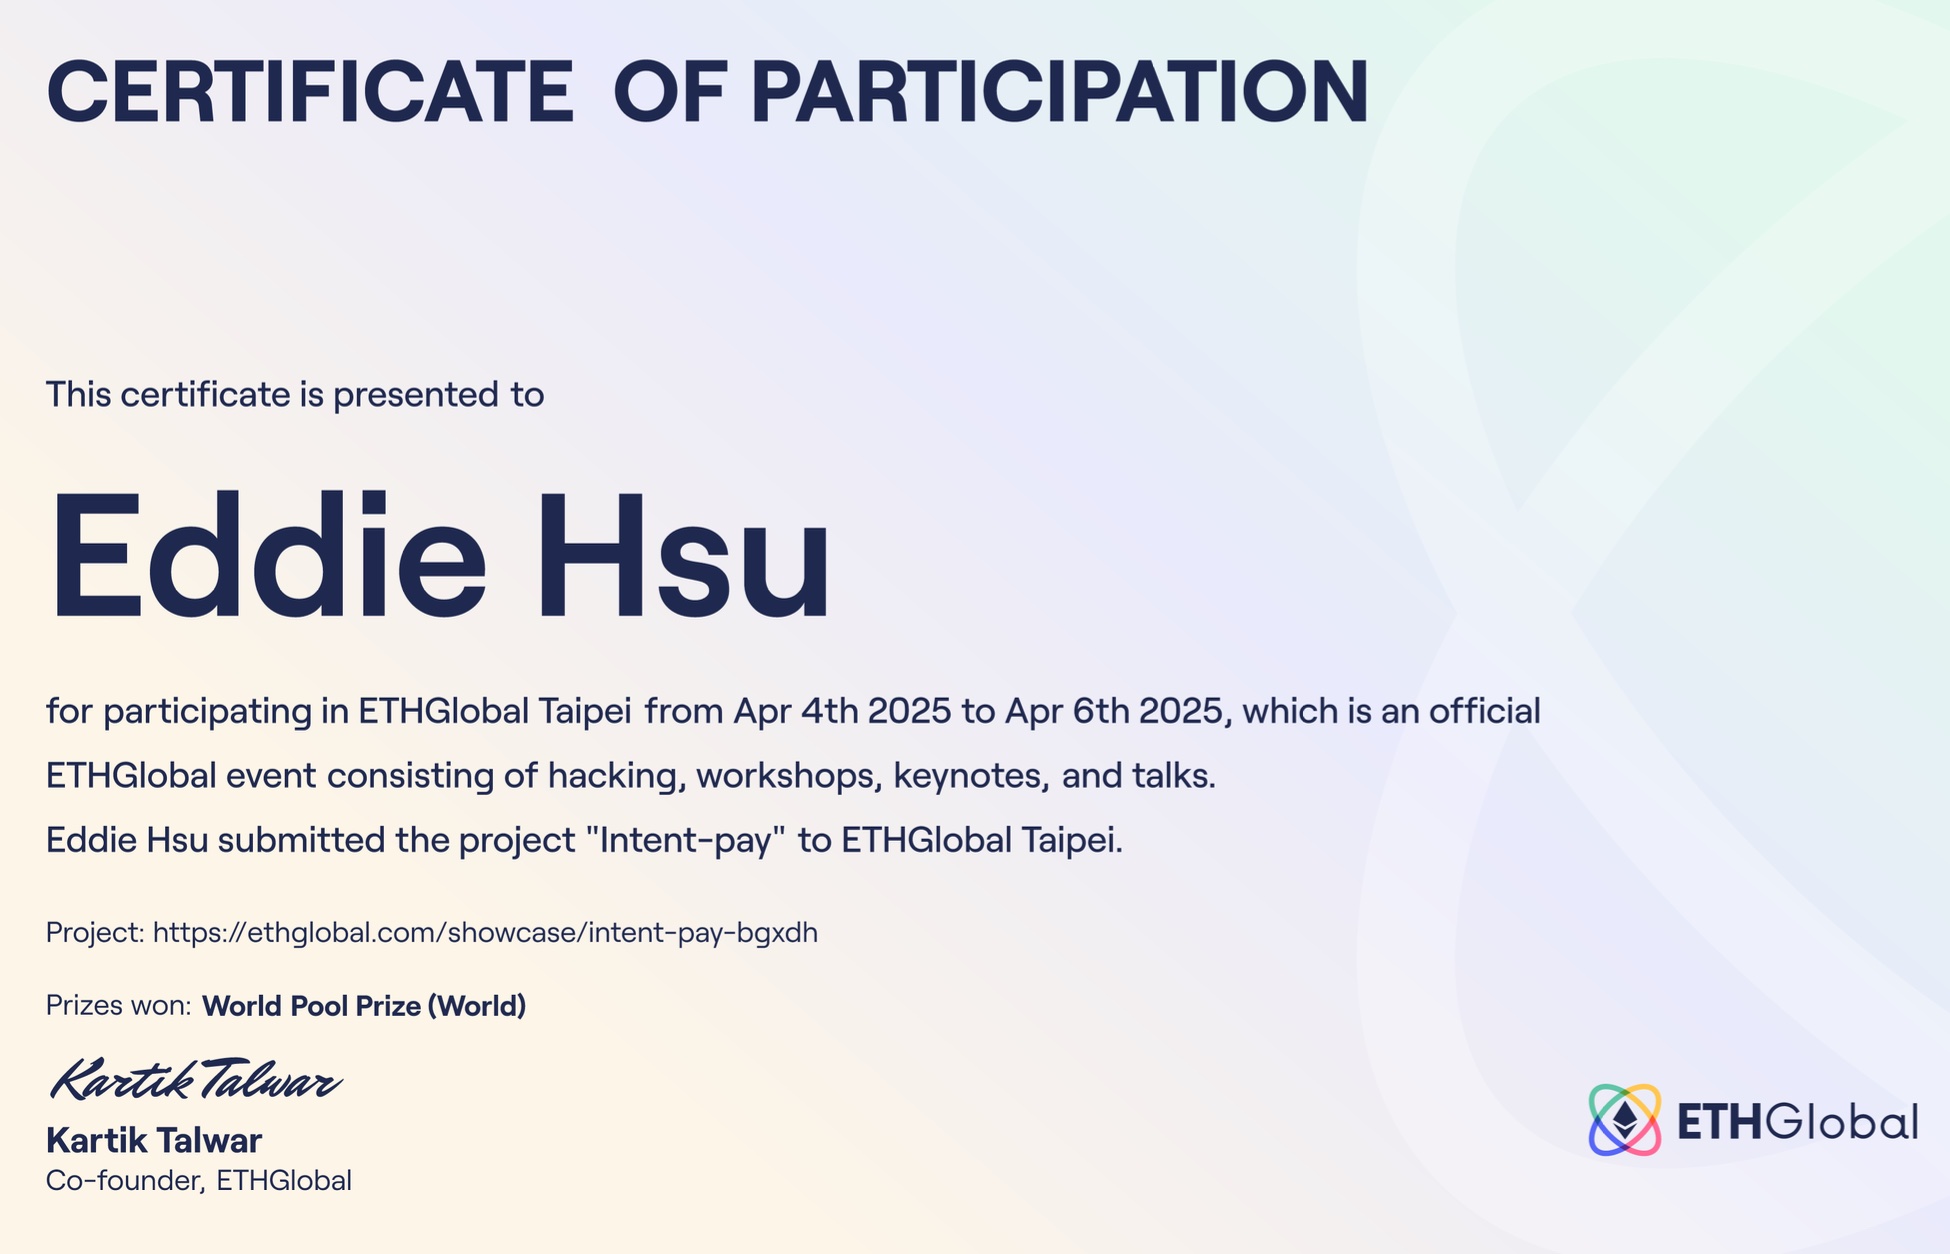 CERTIFICATE OF PARTICIPATION
This certificate is presented to
Eddie Hsu
for participating in ETHGlobal Taipei from Apr 4th 2025 to Apr 6th 2025, which is an official
ETHGlobal event consisting of hacking, workshops, keynotes, and talks.
Eddie Hsu submitted the project "Intent-pay" to ETHGlobal Taipei.
Project: https://ethglobal.com/showcase/intent-pay-bgxdh
Prizes won: World Pool Prize (World)
Kartik Talwar
Kartik Talwar
Co-founder, ETHGlobal
ETHGlobal